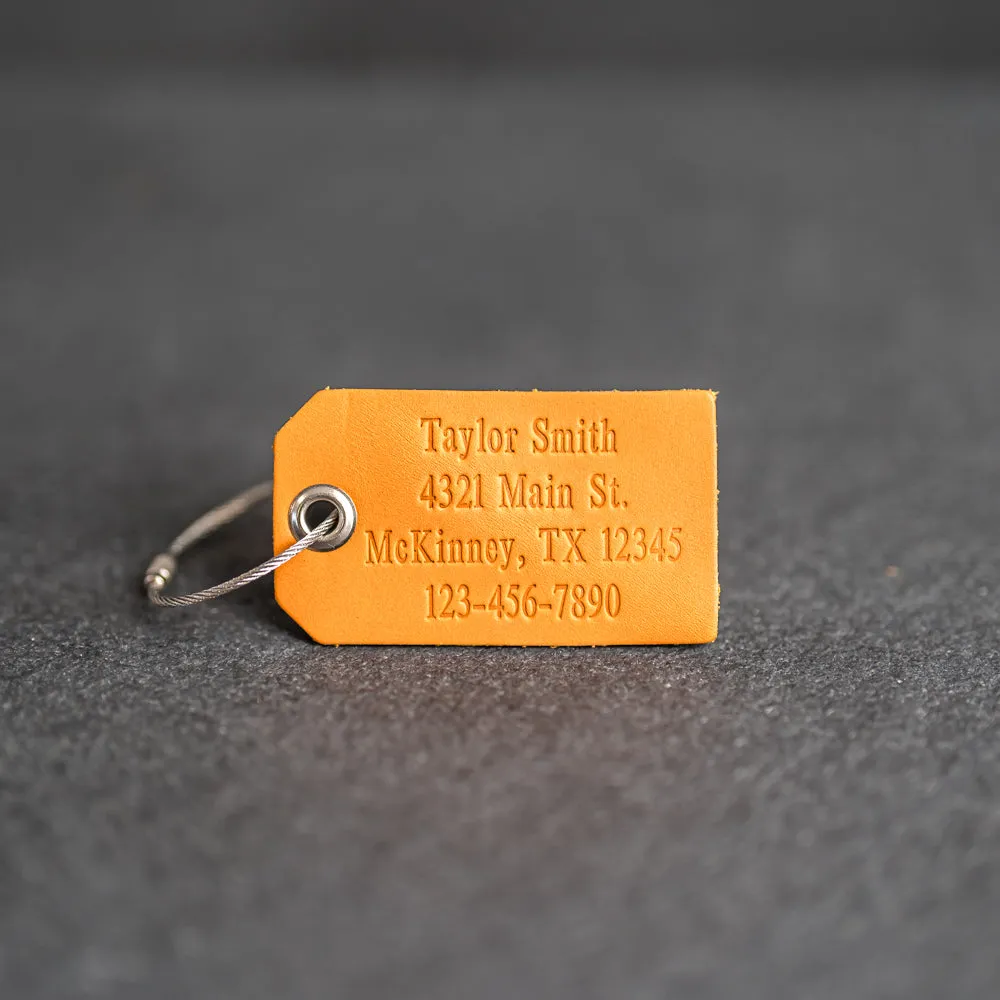 Taylor Smith
4321 Main St.
McKinney, TX 12345
123-456-7890